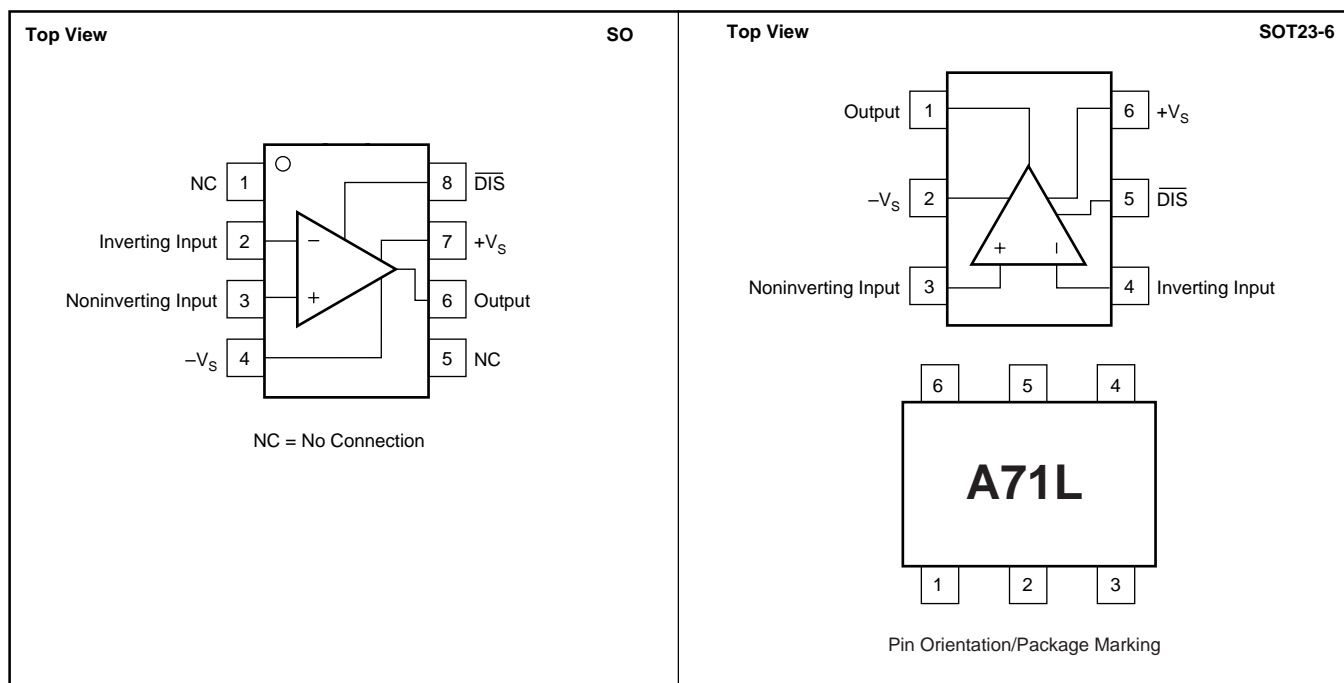 Top View SO
NC 1 8 DIS
Inverting Input 2 − 7 +VS
Noninverting Input 3 + 6 Output
–VS 4 5 NC
NC = No Connection
Top View SOT23-6
Output 1 6 +VS
–VS 2 5 DIS
+ −
Noninverting Input 3 4 Inverting Input
6 5 4
A71L
1 2 3
Pin Orientation/Package Marking